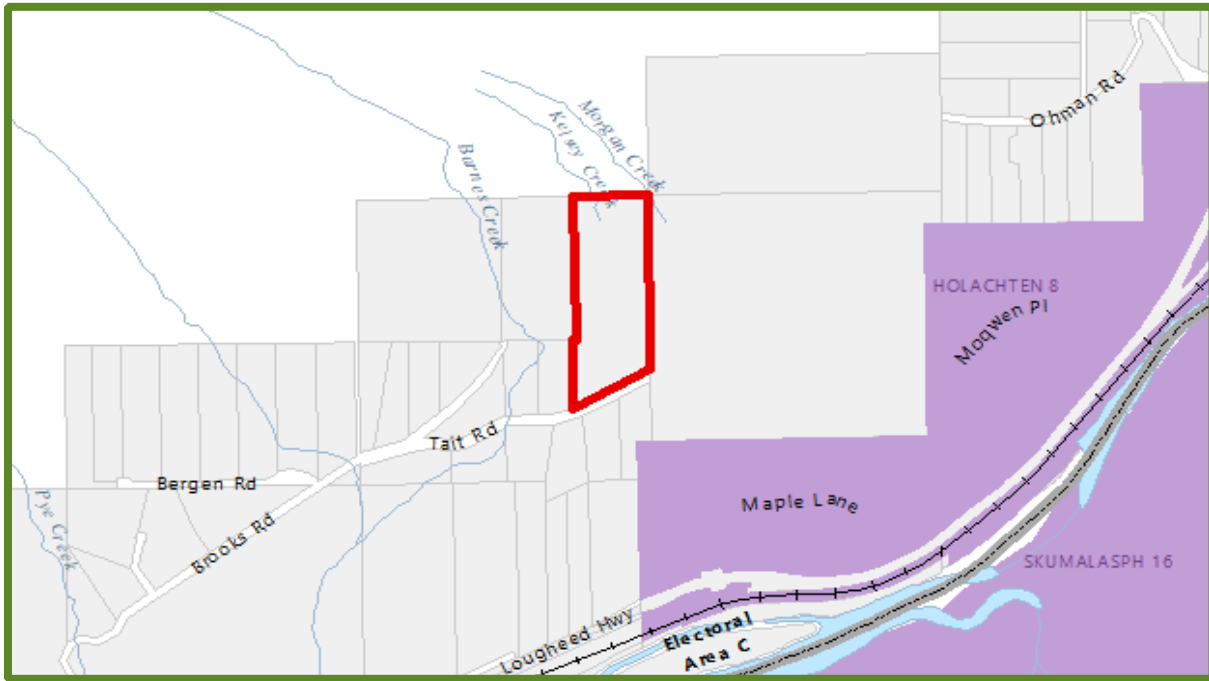 Ohman Rd
Morgan Creek
Kelsey Creek
Barnes Creek
HOLACHTEN 8
Moqwen Pl
Tait Rd
Bergen Rd
Maple Lane
Pye Creek
Brooks Rd
SKUMALASPH 16
Lougheed Hwy
Electoral
Area C